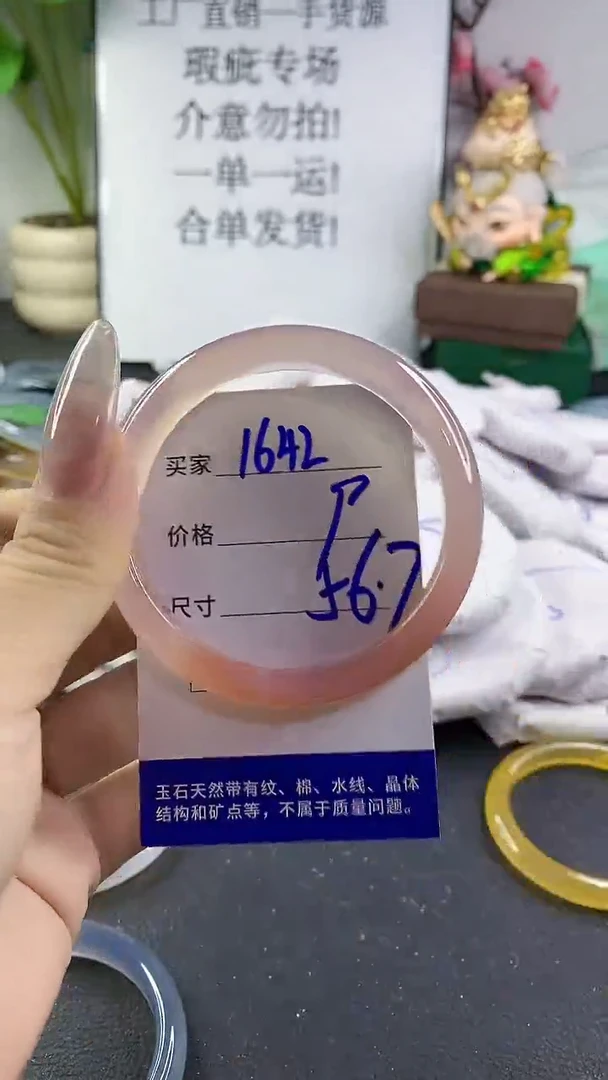 工厂直销一手货源
瑕疵专场
介意勿拍!
一单一运!
合单发货!
买家 1642
价格
尺寸 56.7
玉石天然带有纹、棉、水线、晶体
结构和矿点等，不属于质量问题。